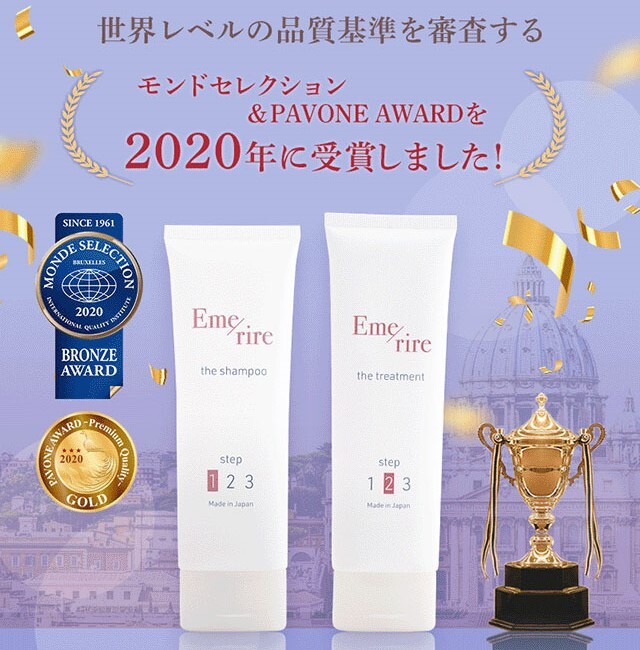 世界レベルの品質基準を審査する
モンドセレクション
&PAVONE AWARDを
2020年に受賞しました!
SINCE 1961
MONDE SELECTION
BRUXELLES
2020
INTERNATIONAL QUALITY INSTITUTE
BRONZE
AWARD
PAVONE AWARD -Premium Quality-
★★★
2020
GOLD
Eme/rire
the shampoo
step
1 2 3
Made in Japan
Eme/rire
the treatment
step
1 2 3
Made in Japan